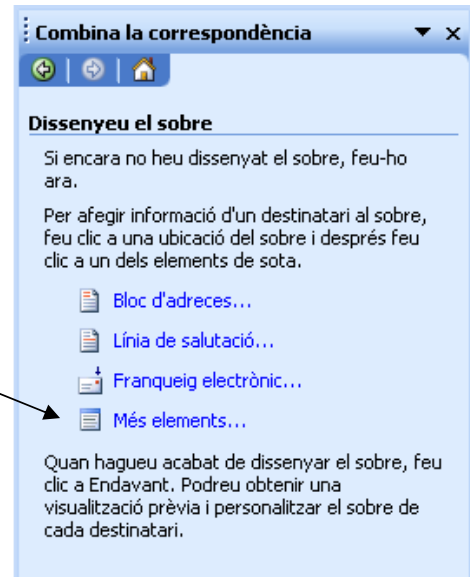 Combina la correspondència
Dissenyeu el sobre
Si encara no heu dissenyat el sobre, feu-ho
ara.
Per afegir informació d'un destinatari al sobre,
feu clic a una ubicació del sobre i després feu
clic a un dels elements de sota.
Bloc d'adreces...
Línia de salutació...
Franqueig electrònic...
Més elements...
Quan hagueu acabat de dissenyar el sobre, feu
clic a Endavant. Podreu obtenir una
visualització prèvia i personalitzar el sobre de
cada destinatari.